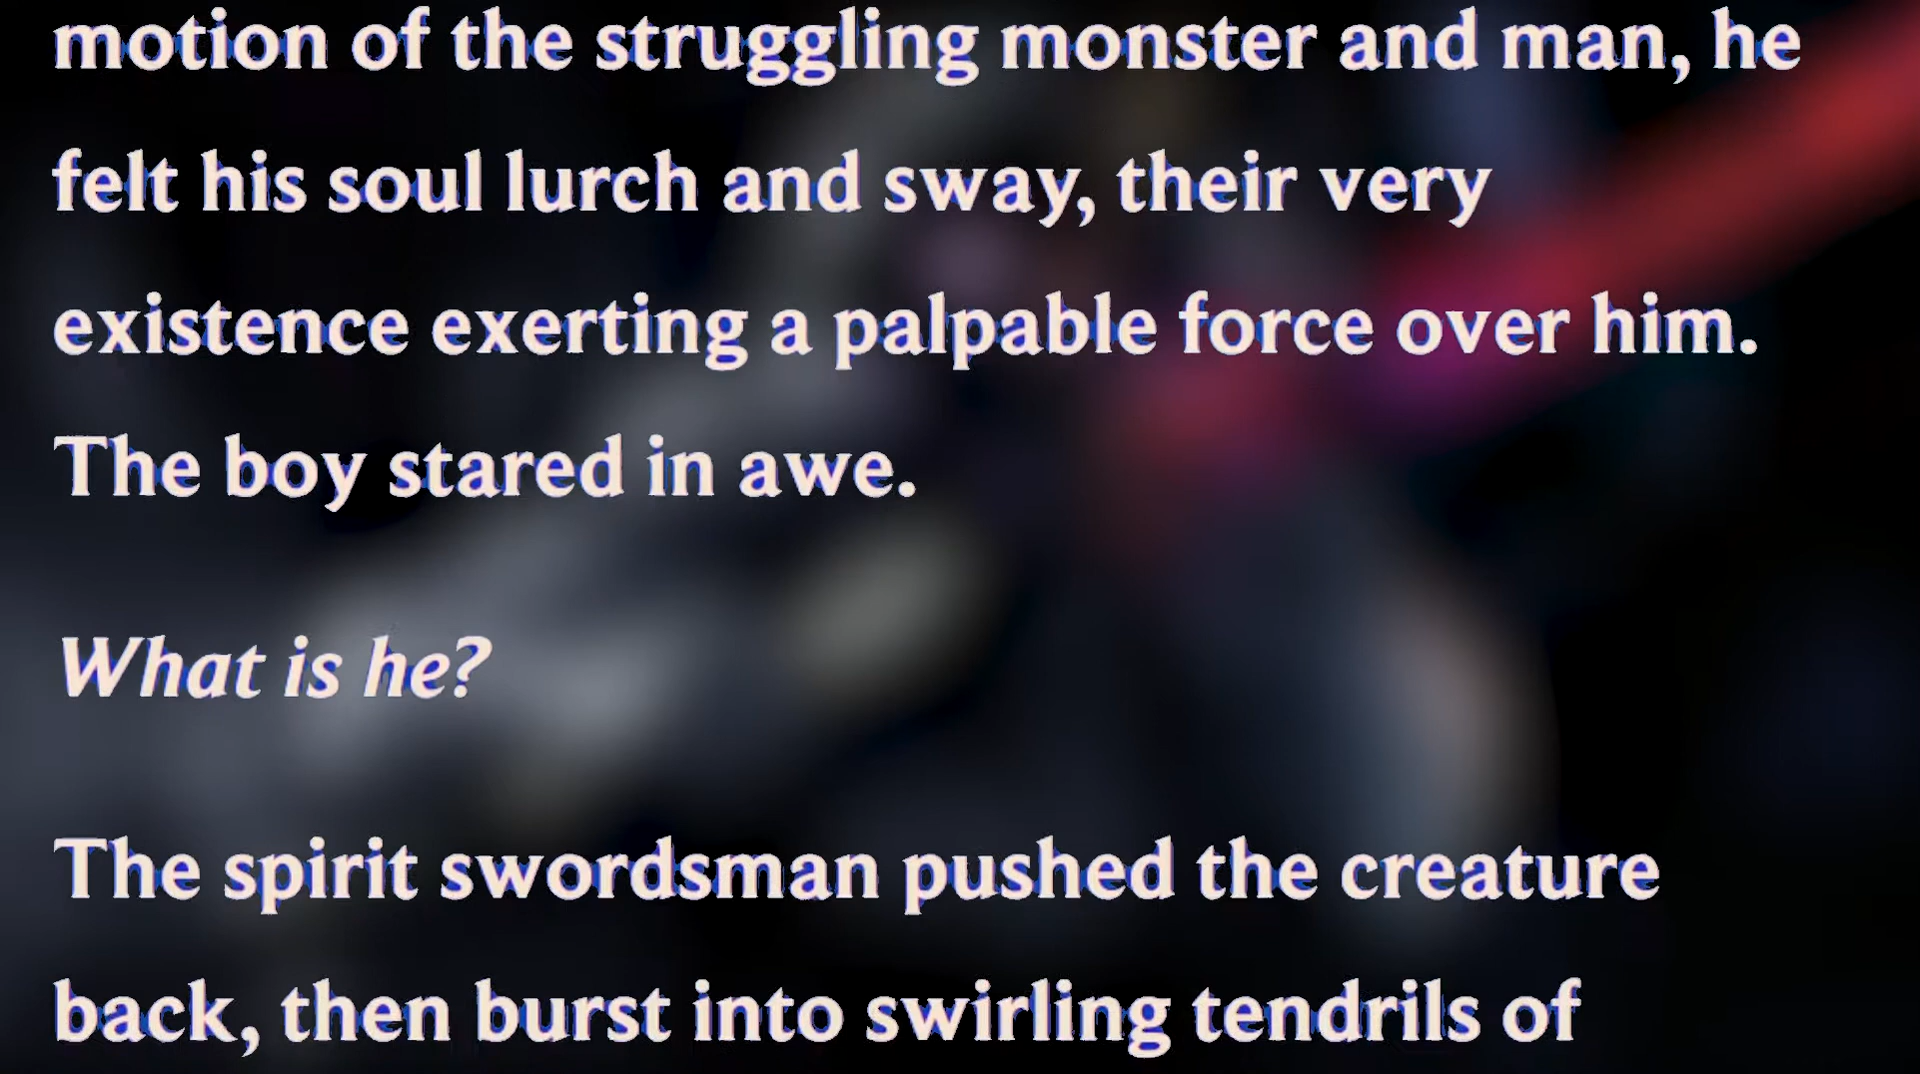 motion of the struggling monster and man, he
felt his soul lurch and sway, their very
existence exerting a palpable force over him.
The boy stared in awe.
What is he?
The spirit swordsman pushed the creature
back, then burst into swirling tendrils of